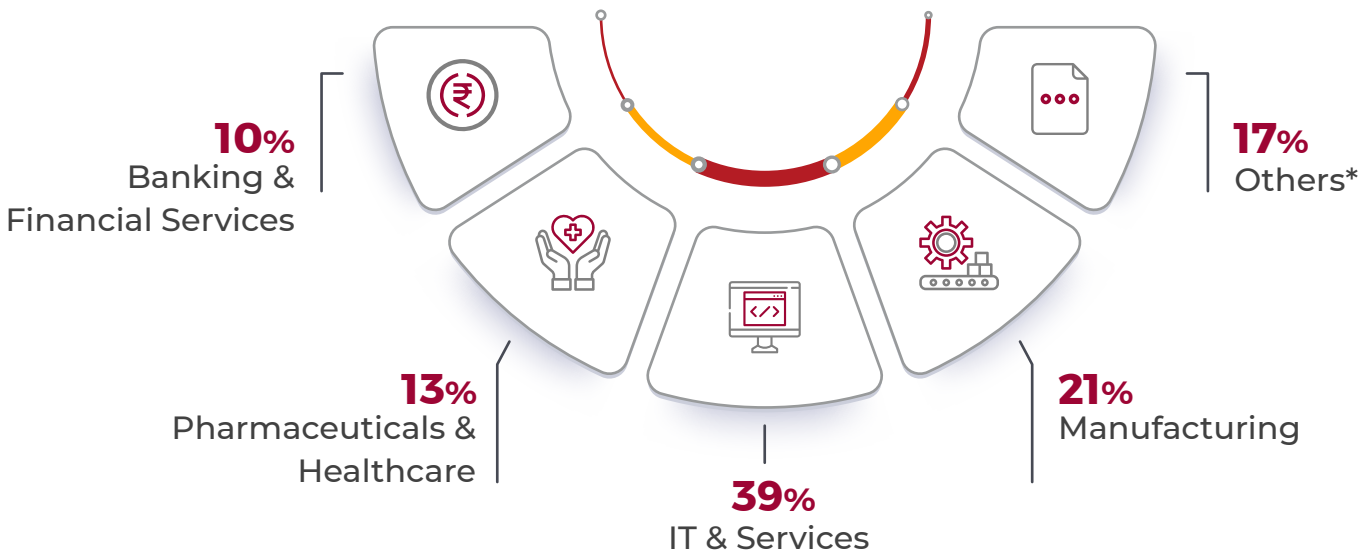 10%
Banking &
Financial Services
13%
Pharmaceuticals &
Healthcare
39%
IT & Services
21%
Manufacturing
17%
Others*
₹
</>